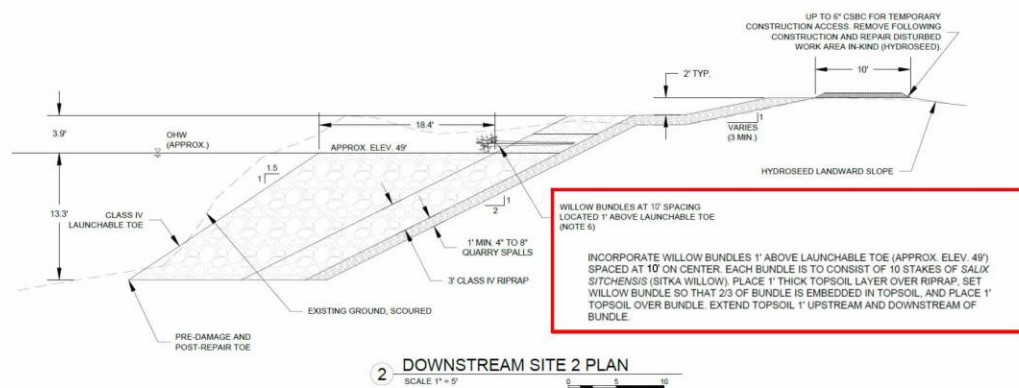 UP TO 6" CSBC FOR TEMPORARY
CONSTRUCTION ACCESS. REMOVE FOLLOWING
CONSTRUCTION AND REPAIR DISTURBED
WORK AREA IN-KIND (HYDROSEED).
2' TYP.
10'
3.9'
18.4'
OHW
(APPROX.)
APPROX. ELEV. 49'
1
VARIES
(3 MIN.)
1.5
1
HYDROSEED LANDWARD SLOPE
13.3'
CLASS IV
LAUNCHABLE TOE
1
2
WILLOW BUNDLES AT 10' SPACING
LOCATED 1' ABOVE LAUNCHABLE TOE
(NOTE 6)
1' MIN. 4" TO 8"
QUARRY SPALLS
3' CLASS IV RIPRAP
INCORPORATE WILLOW BUNDLES 1' ABOVE LAUNCHABLE TOE (APPROX. ELEV. 49')
SPACED AT 10' ON CENTER. EACH BUNDLE IS TO CONSIST OF 10 STAKES OF SALIX
SITCHENSIS (SITKA WILLOW). PLACE 1' THICK TOPSOIL LAYER OVER RIPRAP, SET
WILLOW BUNDLE SO THAT 2/3 OF BUNDLE IS EMBEDDED IN TOPSOIL, AND PLACE 1'
TOPSOIL OVER BUNDLE. EXTEND TOPSOIL 1' UPSTREAM AND DOWNSTREAM OF
BUNDLE.
EXISTING GROUND, SCOURED
PRE-DAMAGE AND
POST-REPAIR TOE
2 DOWNSTREAM SITE 2 PLAN
SCALE 1" = 5'
0 5 10